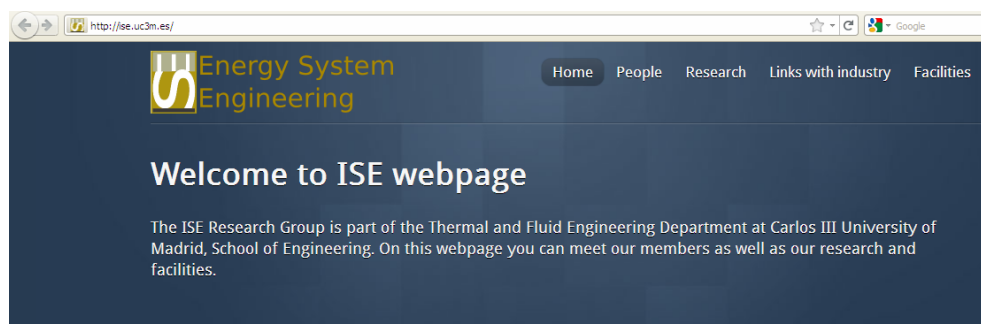 http://ise.uc3m.es/
Google
Energy System
Engineering
Home People Research Links with industry Facilities
Welcome to ISE webpage
The ISE Research Group is part of the Thermal and Fluid Engineering Department at Carlos III University of
Madrid, School of Engineering. On this webpage you can meet our members as well as our research and
facilities.